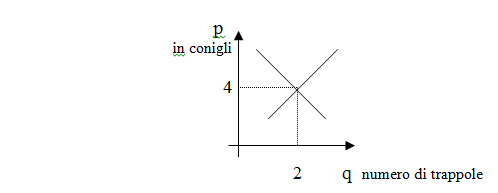 p
in conigli
4
2
q numero di trappole